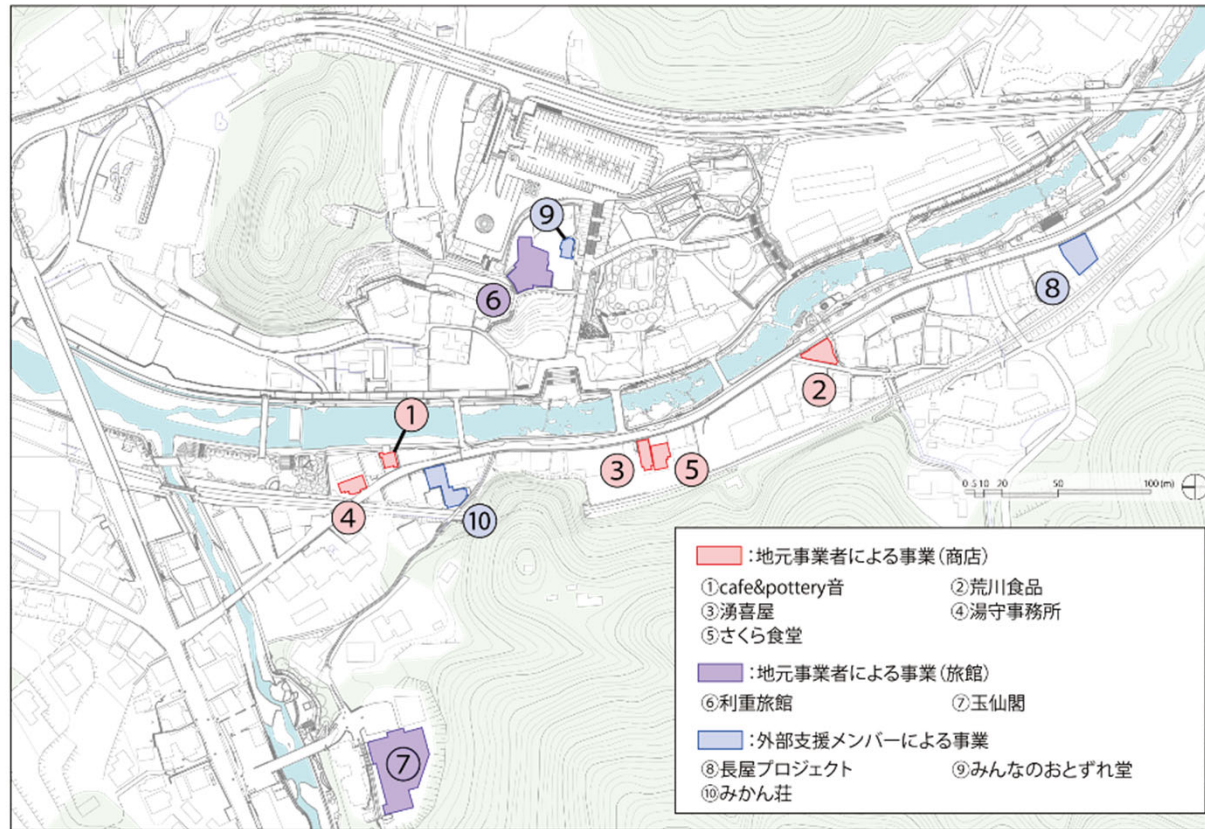 ⑨
⑥
⑧
②
①
③
⑤
④
⑩
⑦
0 5 10 20 50 100 (m)
:地元事業者による事業(商店)
①cafe&pottery音 ②荒川食品
③湧喜屋 ④湯守事務所
⑤さくら食堂
:地元事業者による事業(旅館)
⑥利重旅館 ⑦玉仙閣
:外部支援メンバーによる事業
⑧長屋プロジェクト ⑨みんなのおとずれ堂
⑩みかん荘